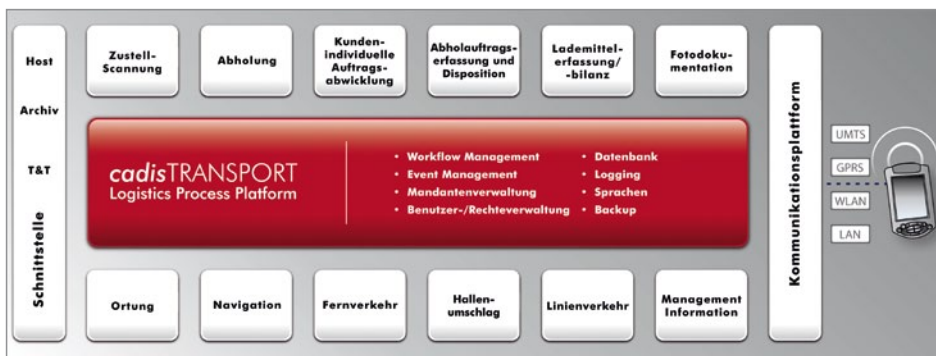 Host
Archiv
T&T
Schnittstelle
Zustell-
Scannung
Abholung
Kunden-
individuelle
Auftrags-
abwicklung
Abholauftrags-
erfassung und
Disposition
Lademittel-
erfassung/
-bilanz
Fotodoku-
mentation
cadisTRANSPORT
Logistics Process Platform
• Workflow Management
• Event Management
• Mandantenverwaltung
• Benutzer-/Rechteverwaltung
• Datenbank
• Logging
• Sprachen
• Backup
Ortung
Navigation
Fernverkehr
Hallen-
umschlag
Linienverkehr
Management
Information
Kommunikationsplattform
UMTS
GPRS
WLAN
LAN